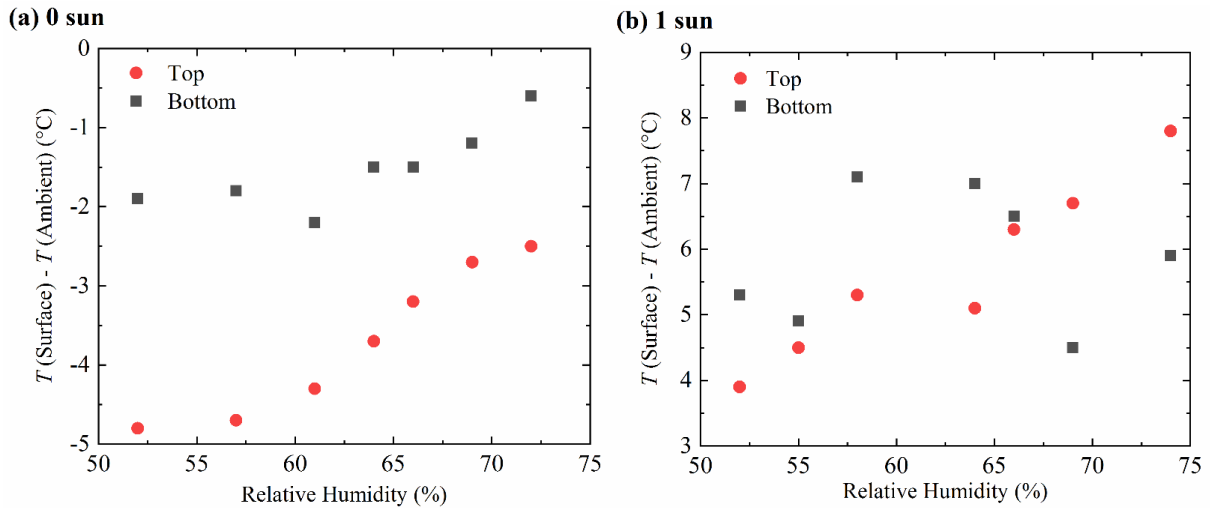 (a) 0 sun
0
-1
-2
-3
-4
-5
50
55
60
65
70
75
Top
Bottom
T (Surface) - T (Ambient) (°C)
Relative Humidity (%)
(b) 1 sun
9
8
7
6
5
4
3
50
55
60
65
70
75
Top
Bottom
T (Surface) - T (Ambient) (°C)
Relative Humidity (%)